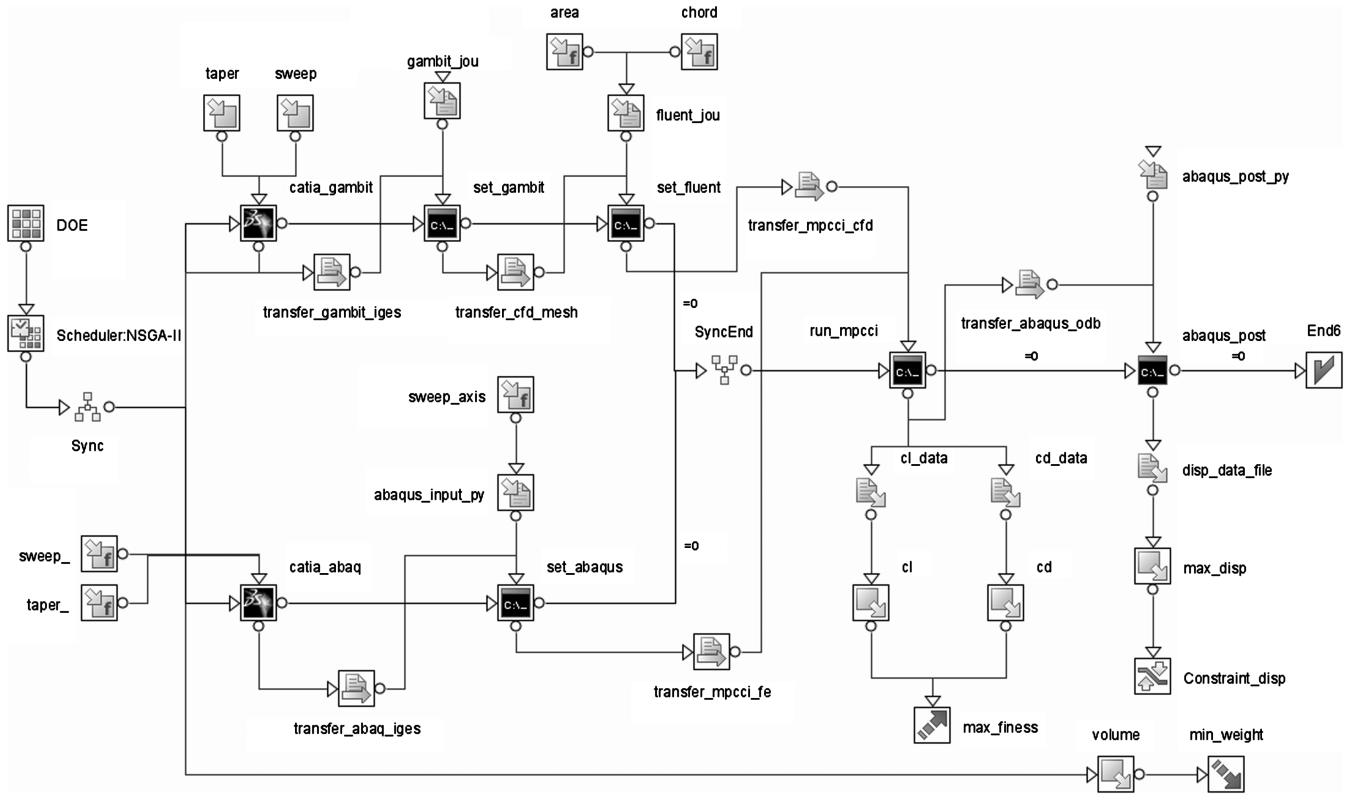 area
chord
taper
sweep
gambit_jou
fluent_jou
catia_gambit
set_gambit
set_fluent
abaqus_post_py
DOE
transfer_mpcci_cfd
transfer_gambit_iges
transfer_cfd_mesh
=0
transfer_abaqus_odb
Scheduler:NSGA-II
SyncEnd
run_mpcci
=0
abaqus_post
=0
End6
C:\_
C:\_
C:\_
C:\_
sweep_axis
Sync
cl_data
cd_data
disp_data_file
abaqus_input_py
=0
sweep_
catia_abaq
set_abaqus
cl
cd
max_disp
taper_
C:\_
transfer_mpcci_fe
Constraint_disp
transfer_abaq_iges
max_finess
volume
min_weight